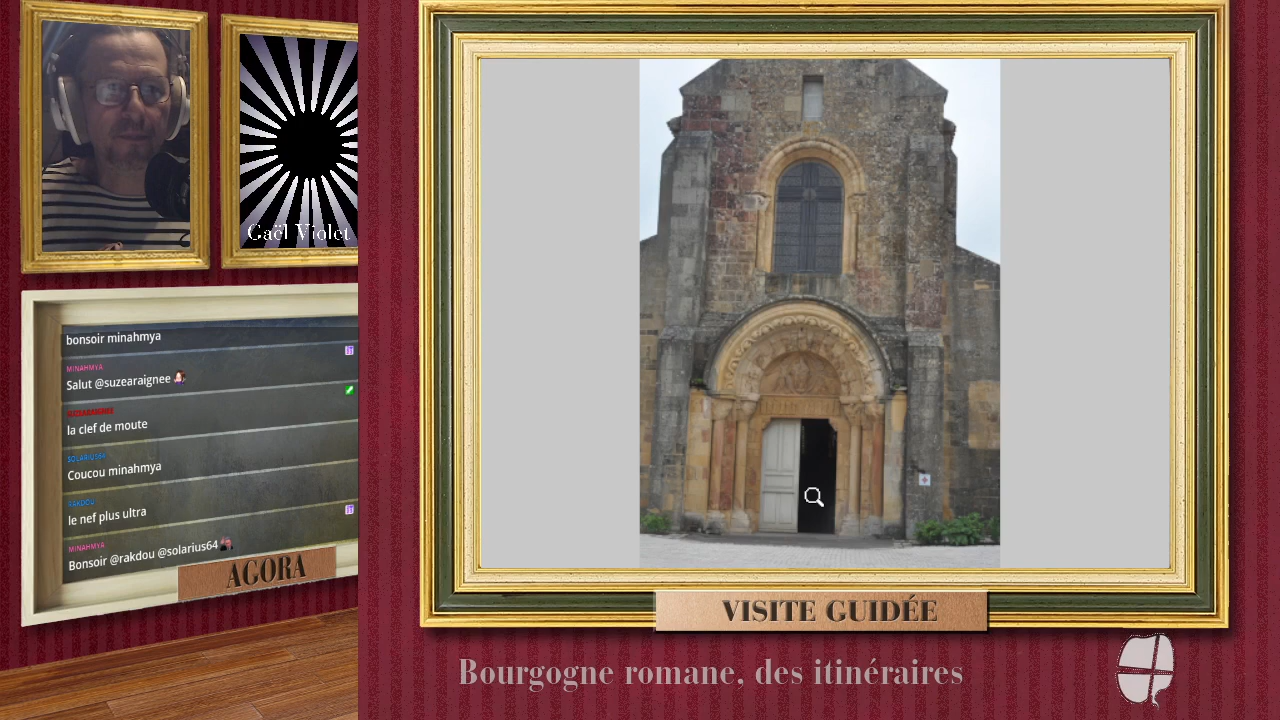 Gaël Violet
bonsoir minahmya
MINAHMYA
Salut @suzearaignee
SUZEARAIGNEE
la clef de moute
SOLARIUS64
Coucou minahmya
RAKDOU
le nef plus ultra
MINAHMYA
Bonsoir @rakdou @solarius64
AGORA
VISITE GUIDÉE
Bourgogne romane, des itinéraires